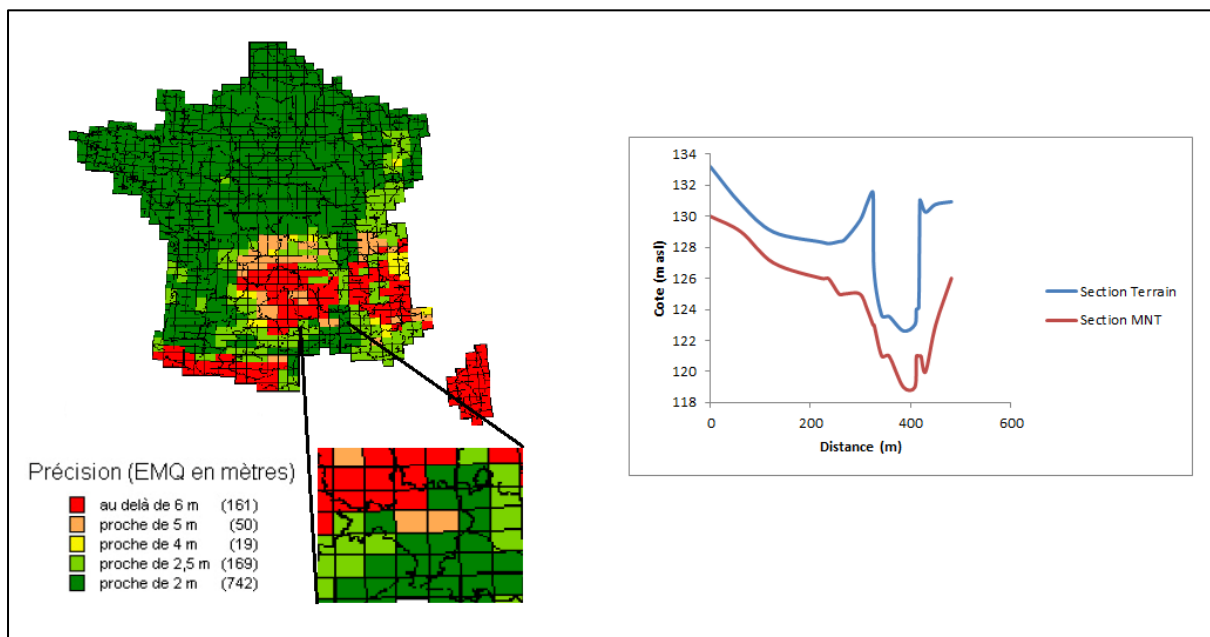 Précision (EMQ en mètres)
au delà de 6 m (161)
proche de 5 m (50)
proche de 4 m (19)
proche de 2,5 m (169)
proche de 2 m (742)
134
132
130
128
126
124
122
120
118
Cote (m asl)
0 200 400 600
Distance (m)
Section Terrain
Section MNT